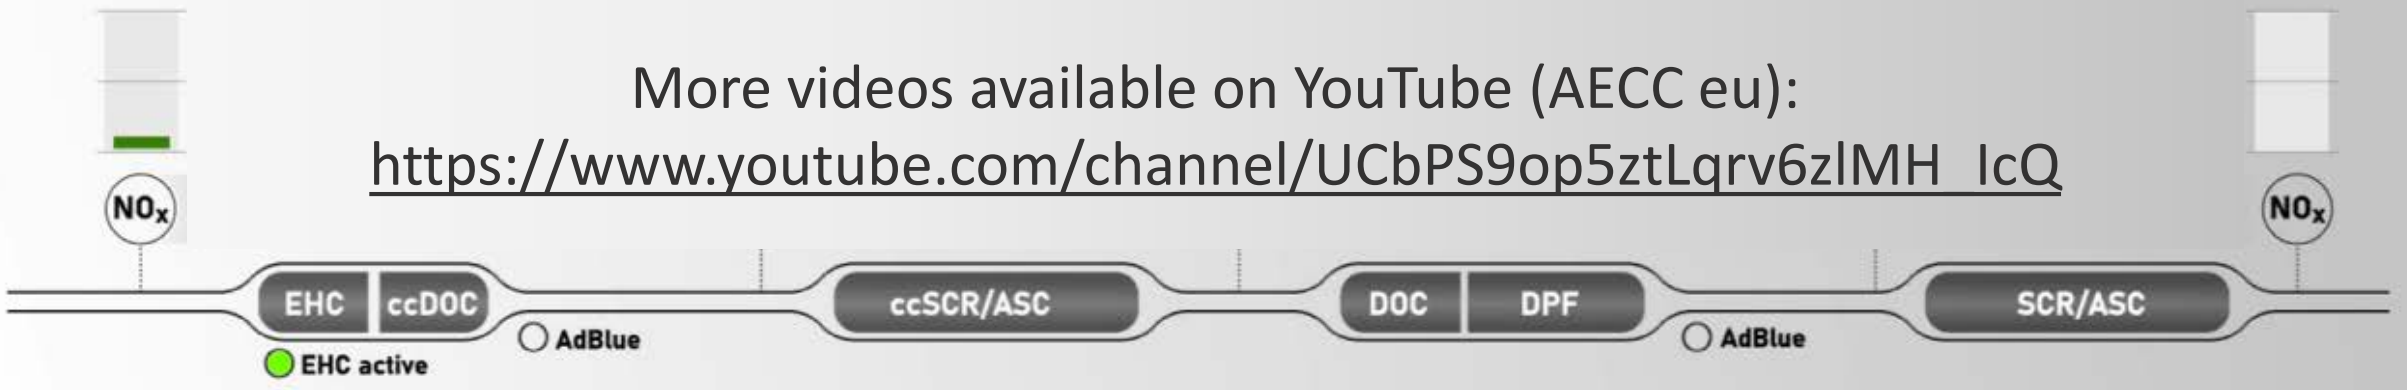 More videos available on YouTube (AECC eu):
https://www.youtube.com/channel/UCbPS9op5ztLqrv6zlMH_IcQ
NOx
NOx
EHC
ccDOC
ccSCR/ASC
DOC
DPF
SCR/ASC
AdBlue
AdBlue
EHC active